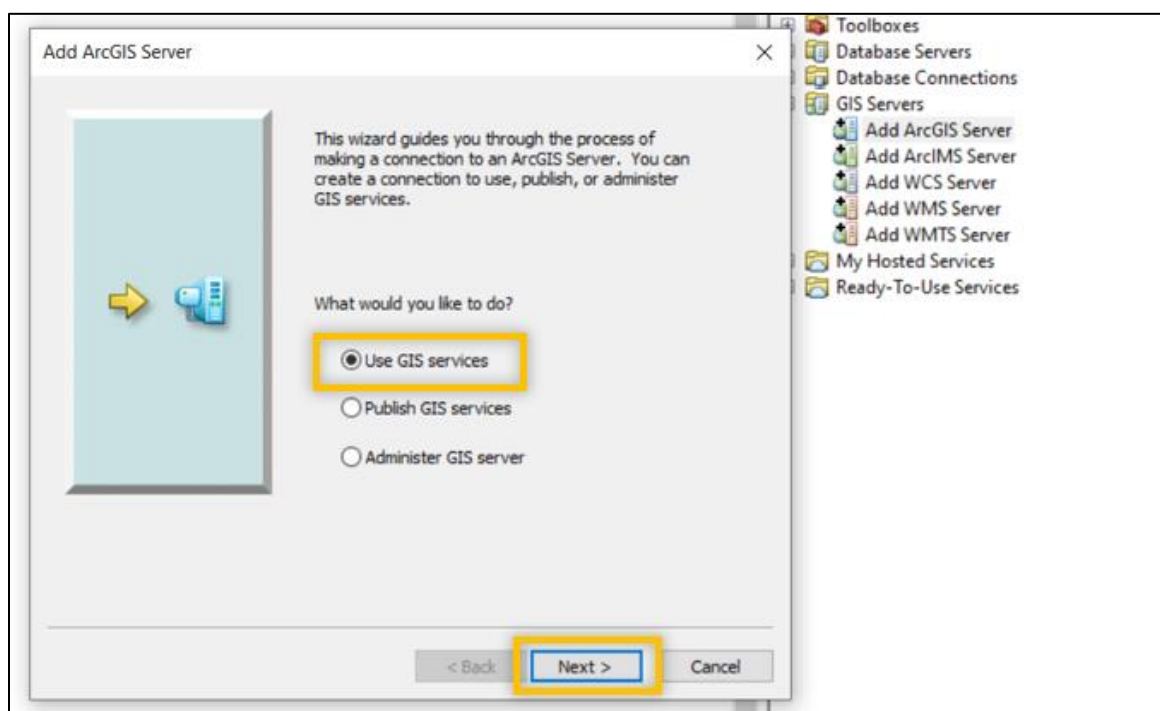 Add ArcGIS Server
This wizard guides you through the process of
making a connection to an ArcGIS Server. You can
create a connection to use, publish, or administer
GIS services.
What would you like to do?
Use GIS services
Publish GIS services
Administer GIS server
< Back
Next >
Cancel
Toolboxes
Database Servers
Database Connections
GIS Servers
Add ArcGIS Server
Add ArcIMS Server
Add WCS Server
Add WMS Server
Add WMTS Server
My Hosted Services
Ready-To-Use Services